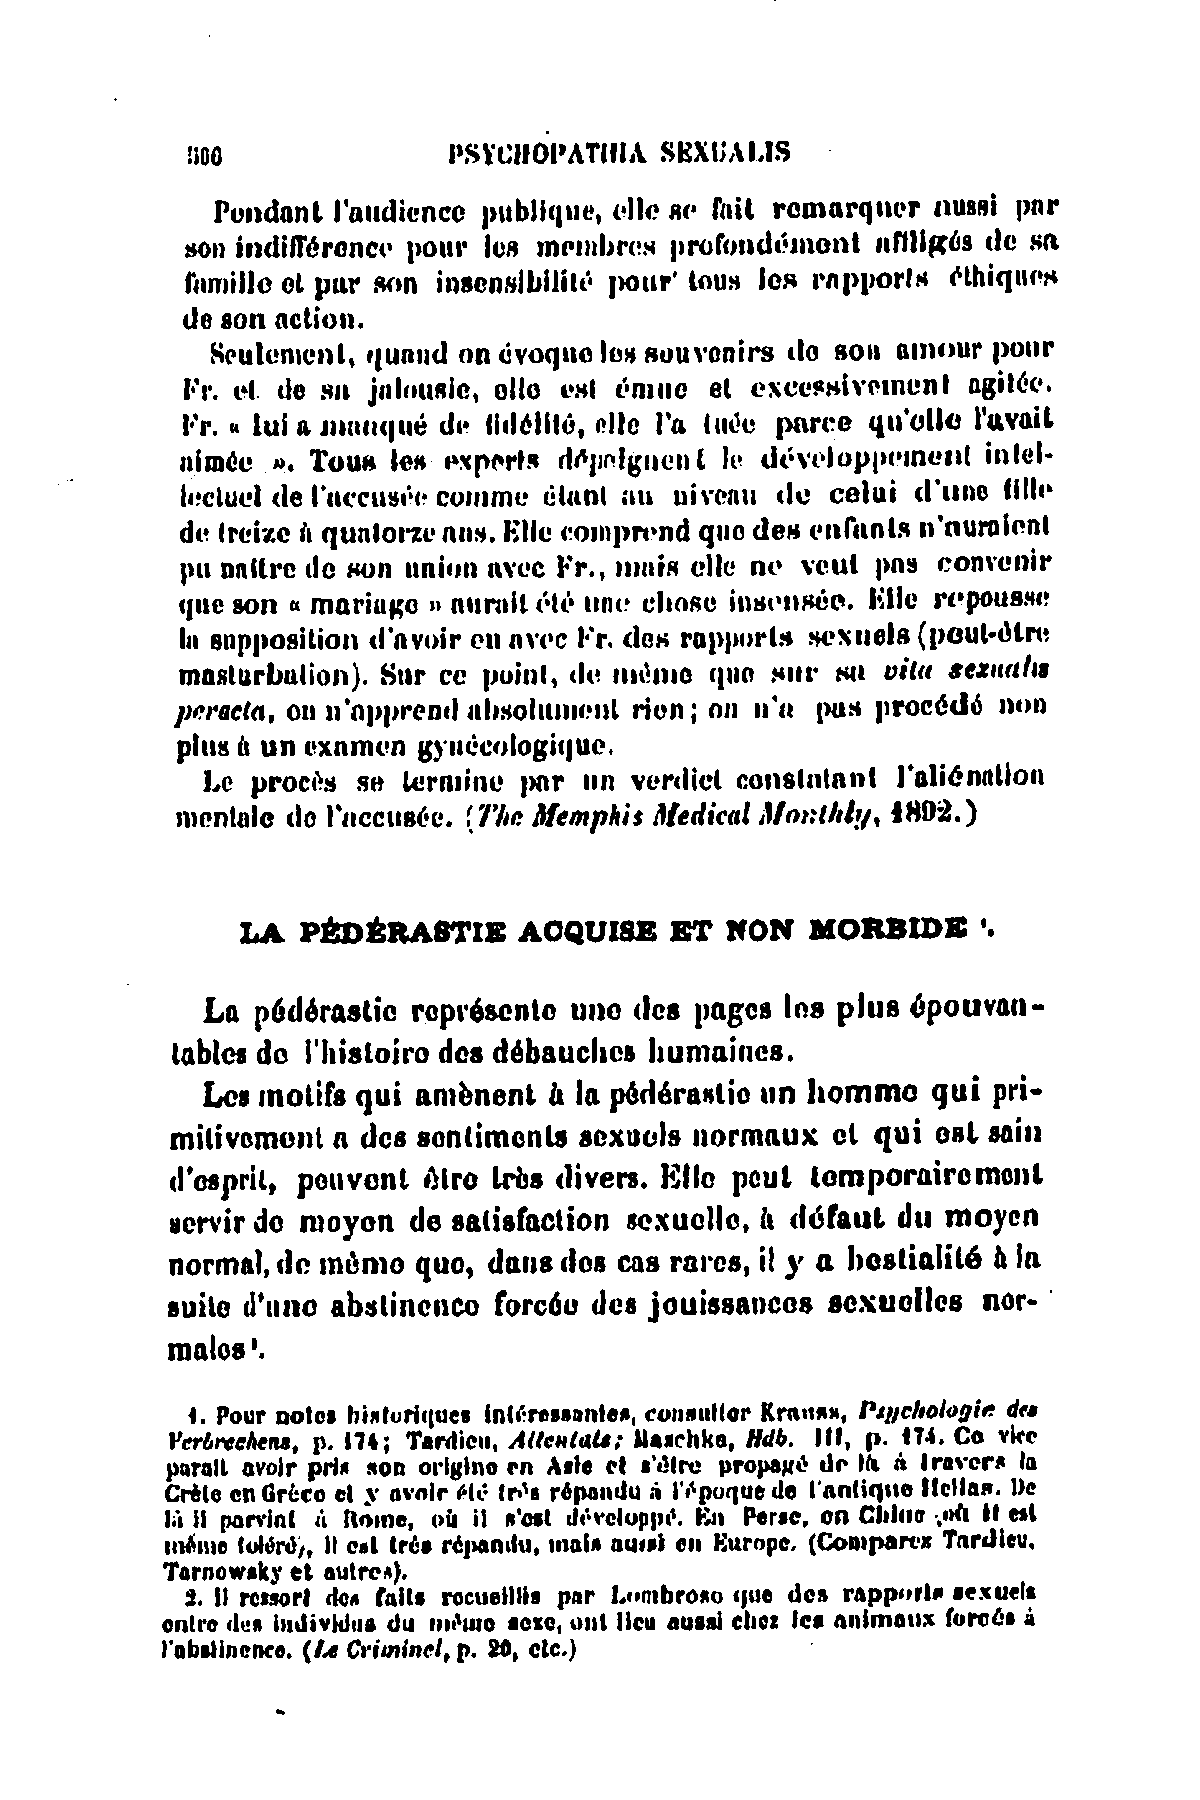 500 PSYCHOPATHIA SEXUALIS
Pendant l'audience publique, elle se fait remarquer aussi par
son indifférence pour les membres profondément affligés de sa
famille et par son insensibilité pour tous les rapports éthiques
de son action.
Seulement, quand on évoque les souvenirs de son amour pour
Fr. et de sa jalousie, elle est émue et excessivement agitée.
Fr. « lui a manqué de fidélité, elle l'a tuée parce qu'elle l'avait
aimée ». Tous les experts dépeignent le développement intel-
lectuel de l'accusée comme étant au niveau de celui d'une fille
de treize à quatorze ans. Elle comprend que des enfants n'auraient
pu naître de son union avec Fr., mais elle ne veut pas convenir
que son « mariage » aurait été une chose insensée. Elle repousse
la supposition d'avoir eu avec Fr. des rapports sexuels (peut-être
masturbation). Sur ce point, de même que sur sa vita sexualis
peracta, on n'apprend absolument rien; on n'a pas procédé non
plus à un examen gynécologique.
Le procès se termine par un verdict constatant l'aliénation
mentale de l'accusée. (The Memphis Medical Monthly, 1892.)
LA PÉDÉRASTIE ACQUISE ET NON MORBIDE ¹.
La pédérastie représente une des pages les plus épouvan-
tables de l'histoire des débauches humaines.
Les motifs qui amènent à la pédérastie un homme qui pri-
mitivement a des sentiments sexuels normaux et qui est sain
d'esprit, peuvent être très divers. Elle peut temporairement
servir de moyen de satisfaction sexuelle, à défaut du moyen
normal, de même que, dans des cas rares, il y a bestialité à la
suite d'une abstinence forcée des jouissances sexuelles nor-
males ¹.
1. Pour notes historiques intéressantes, consulter Krauss, Psychologie des
Verbrechens, p. 174; Tardieu, Attentats; Maschka, Hdb. III, p. 174. Ce vice
paraît avoir pris son origine en Asie et s'être propagé de là à travers la
Crète en Grèce et y avoir été très répandu à l'époque de l'antique Hellas. De
là il parvint à Rome, où il s'est développé. En Perse, en Chine (où il est
même toléré), il est très répandu, mais aussi en Europe. (Comparez Tardieu,
Tarnowsky et autres).
2. Il ressort des faits recueillis par Lombroso que des rapports sexuels
entre des individus du même sexe, ont lieu aussi chez les animaux forcés à
l'abstinence. (Le Criminel, p. 20, etc.)